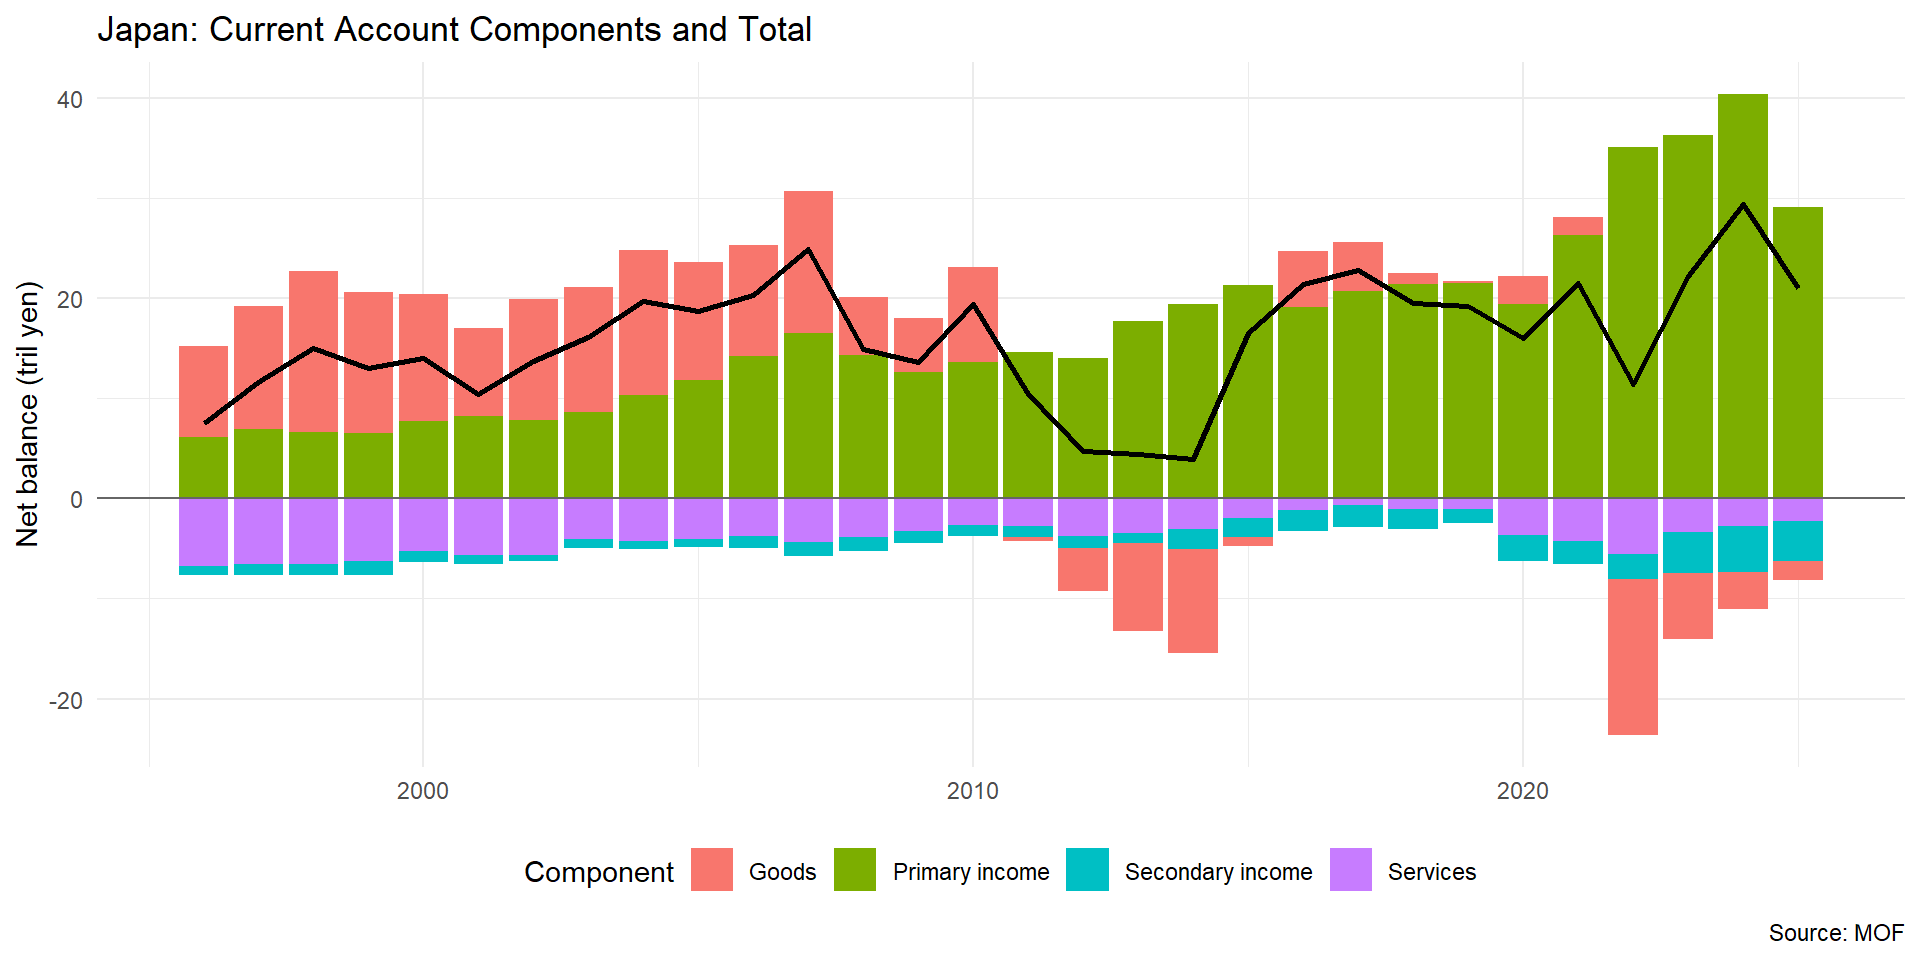 Japan: Current Account Components and Total
Net balance (tril yen)
40
20
0
-20
2000 2010 2020
Component Goods Primary income Secondary income Services
Source: MOF